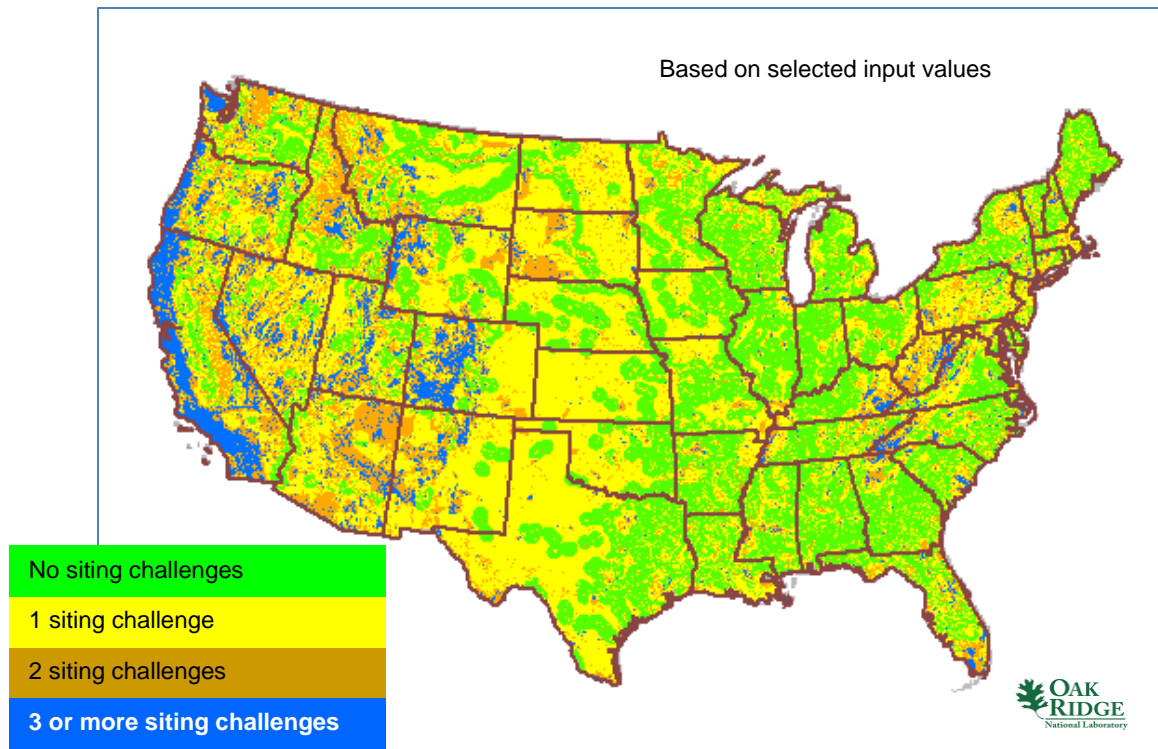 Based on selected input values
No siting challenges
1 siting challenge
2 siting challenges
3 or more siting challenges
OAK
RIDGE
National Laboratory